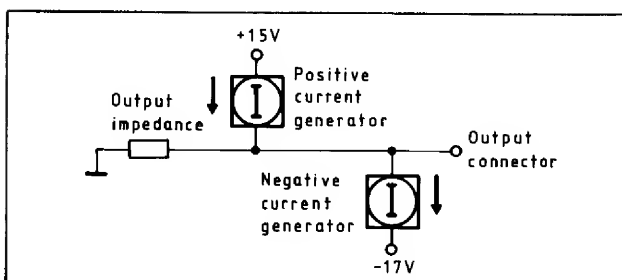 +15V
Positive
current
generator
Output
impedance
I
Output
connector
Negative
current
generator
I
-17V